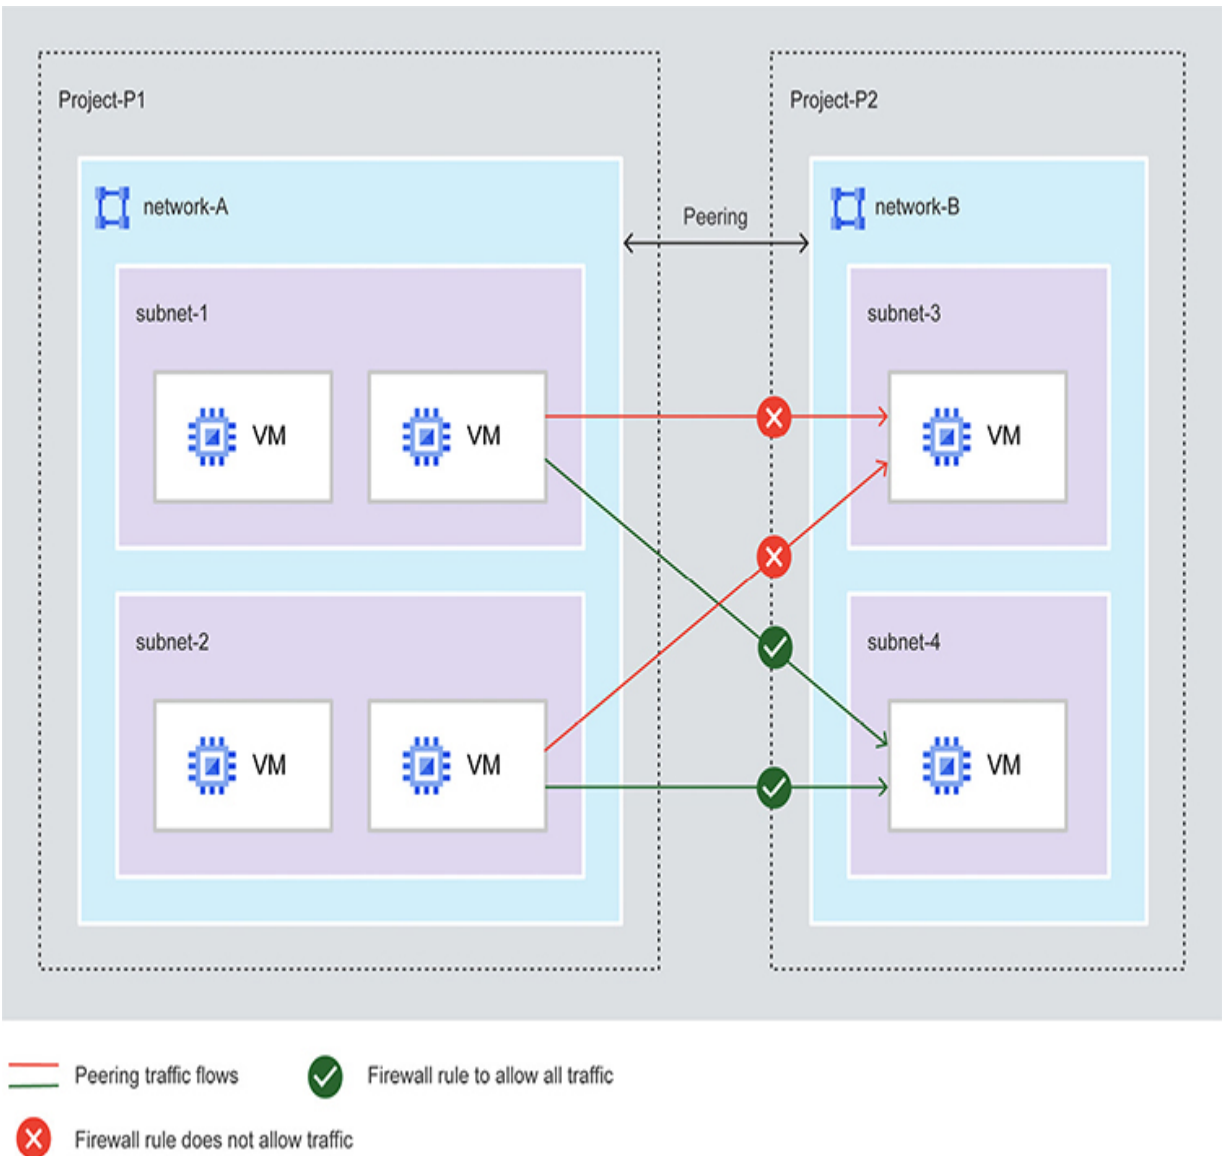 Project-P1
Project-P2
network-A
Peering
network-B
subnet-1
subnet-3
VM
VM
VM
subnet-2
subnet-4
VM
VM
VM
Peering traffic flows
Firewall rule to allow all traffic
Firewall rule does not allow traffic